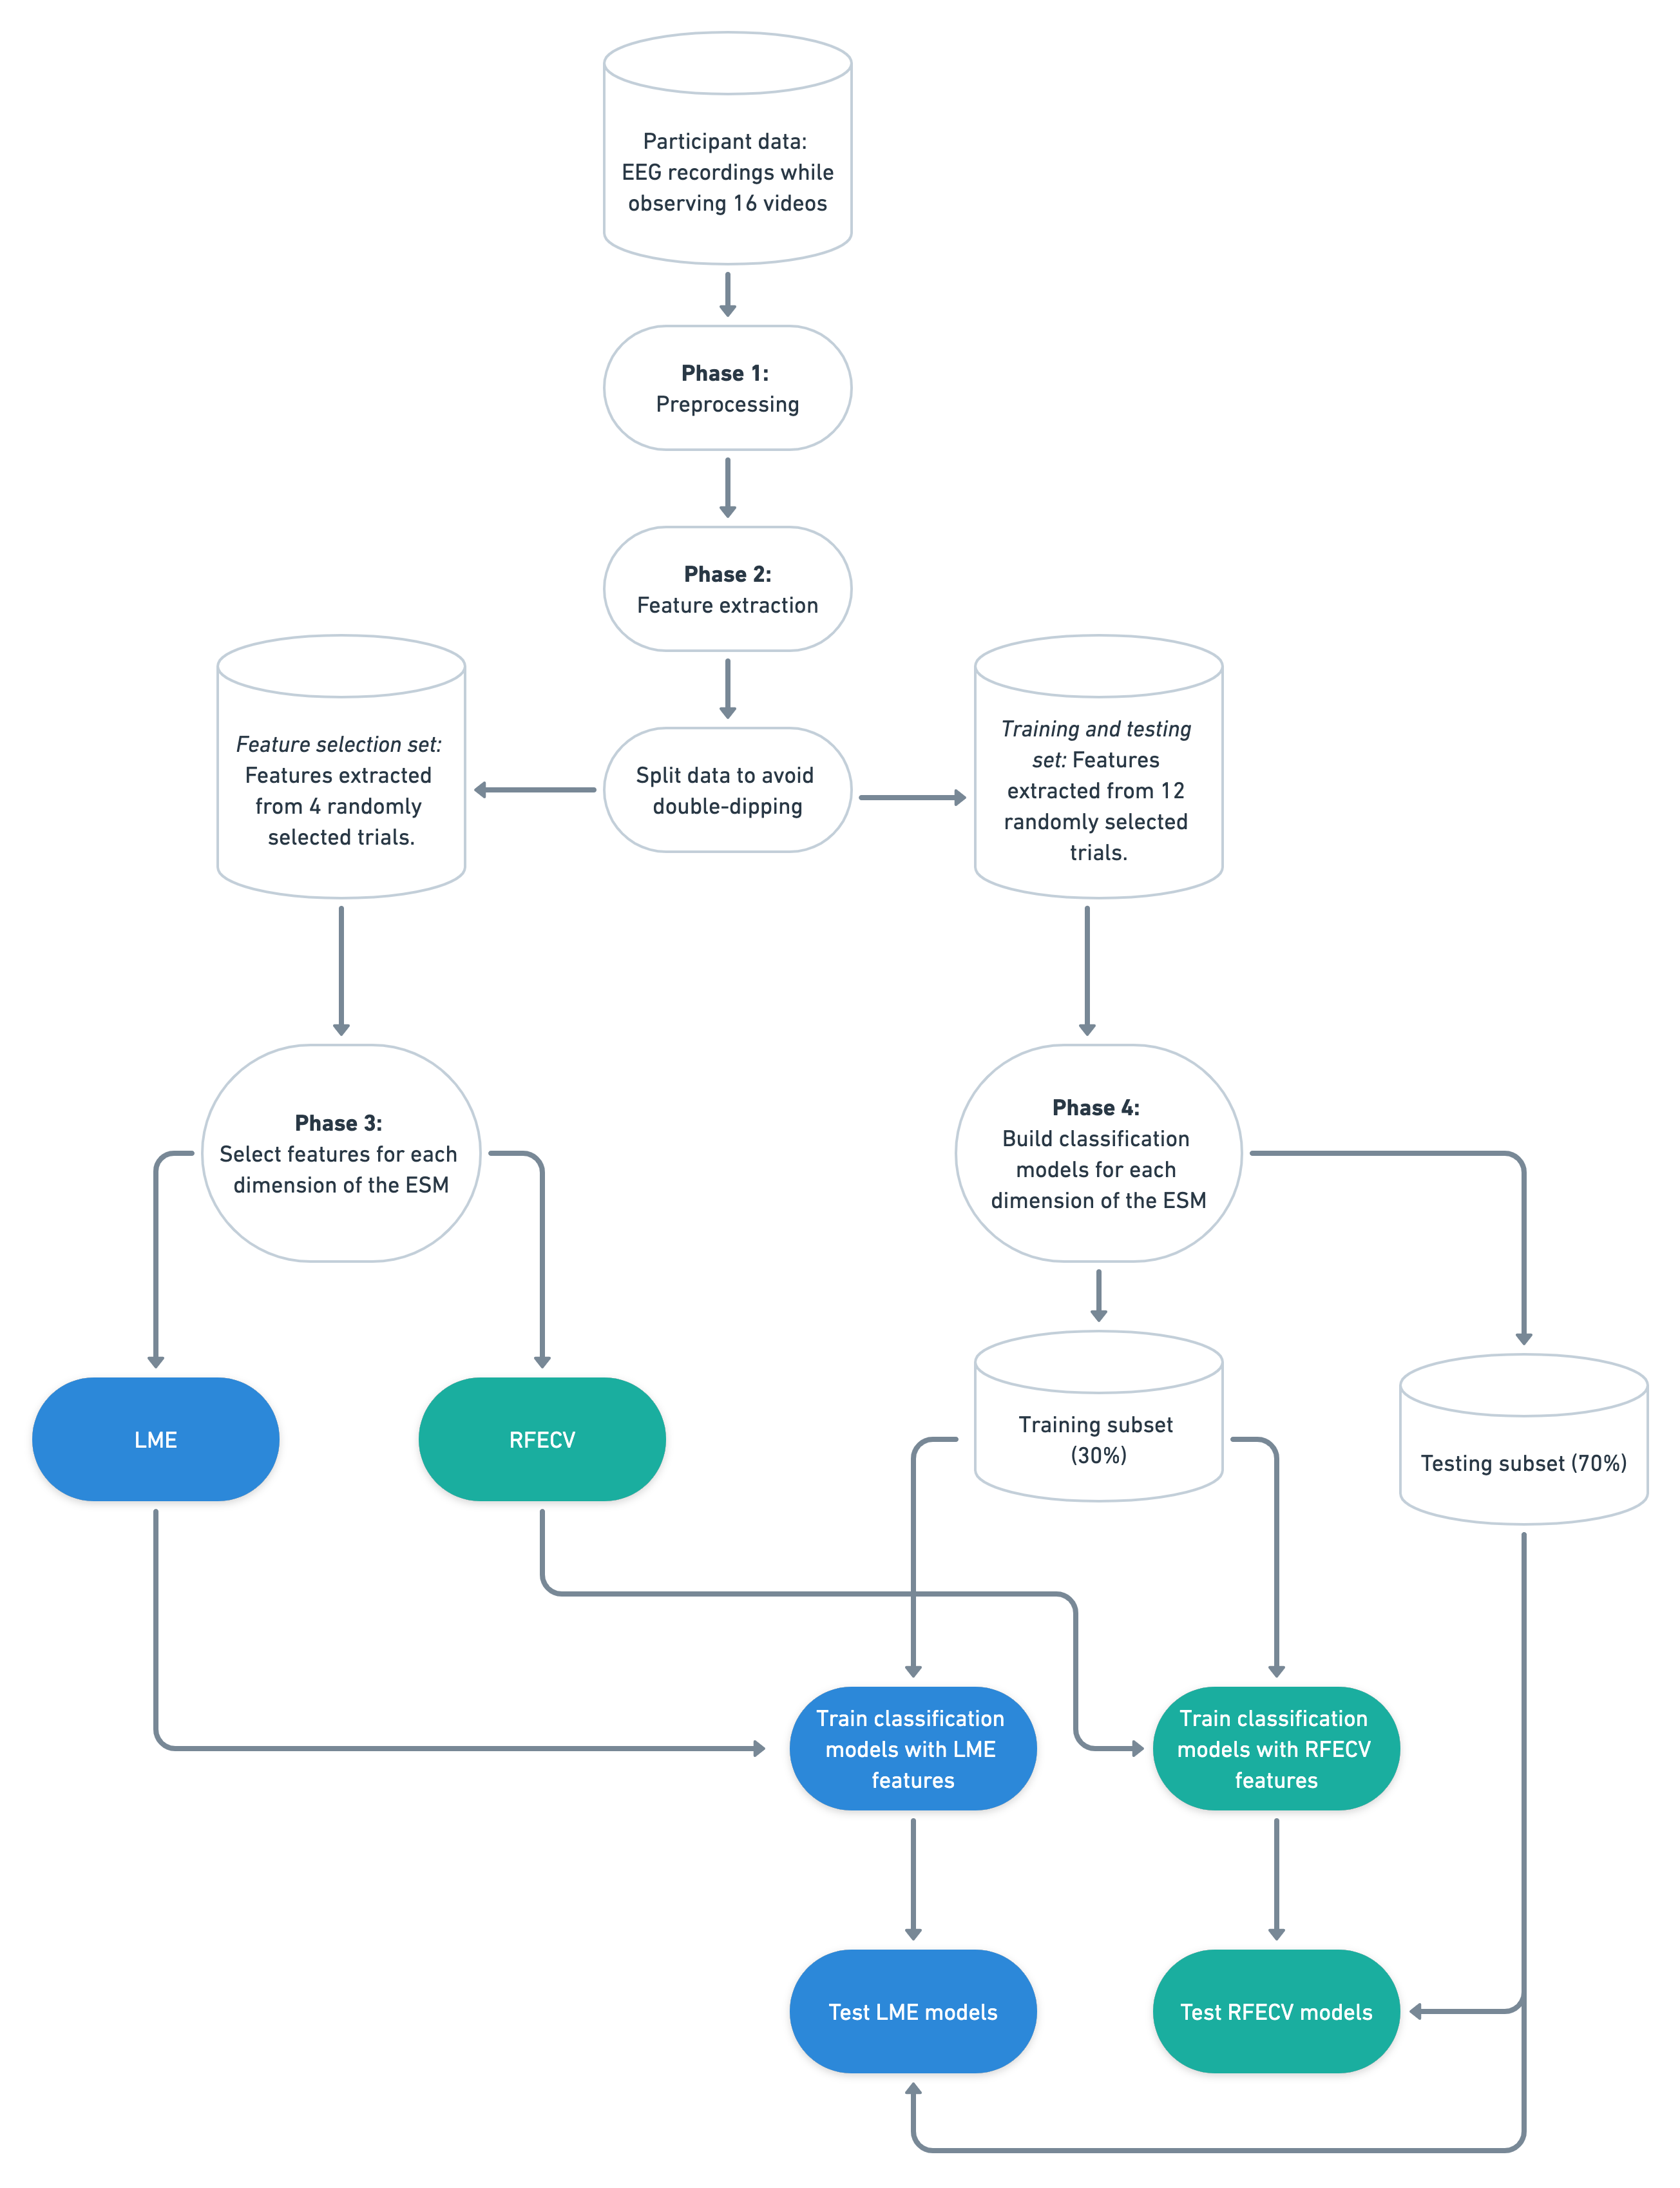 Participant data:
EEG recordings while
observing 16 videos
Phase 1:
Preprocessing
Phase 2:
Feature extraction
Split data to avoid
double-dipping
Feature selection set:
Features extracted
from 4 randomly
selected trials.
Training and testing
set: Features
extracted from 12
randomly selected
trials.
Phase 3:
Select features for each
dimension of the ESM
Phase 4:
Build classification
models for each
dimension of the ESM
LME
RFECV
Training subset
(30%)
Testing subset (70%)
Train classification
models with LME
features
Train classification
models with RFECV
features
Test LME models
Test RFECV models